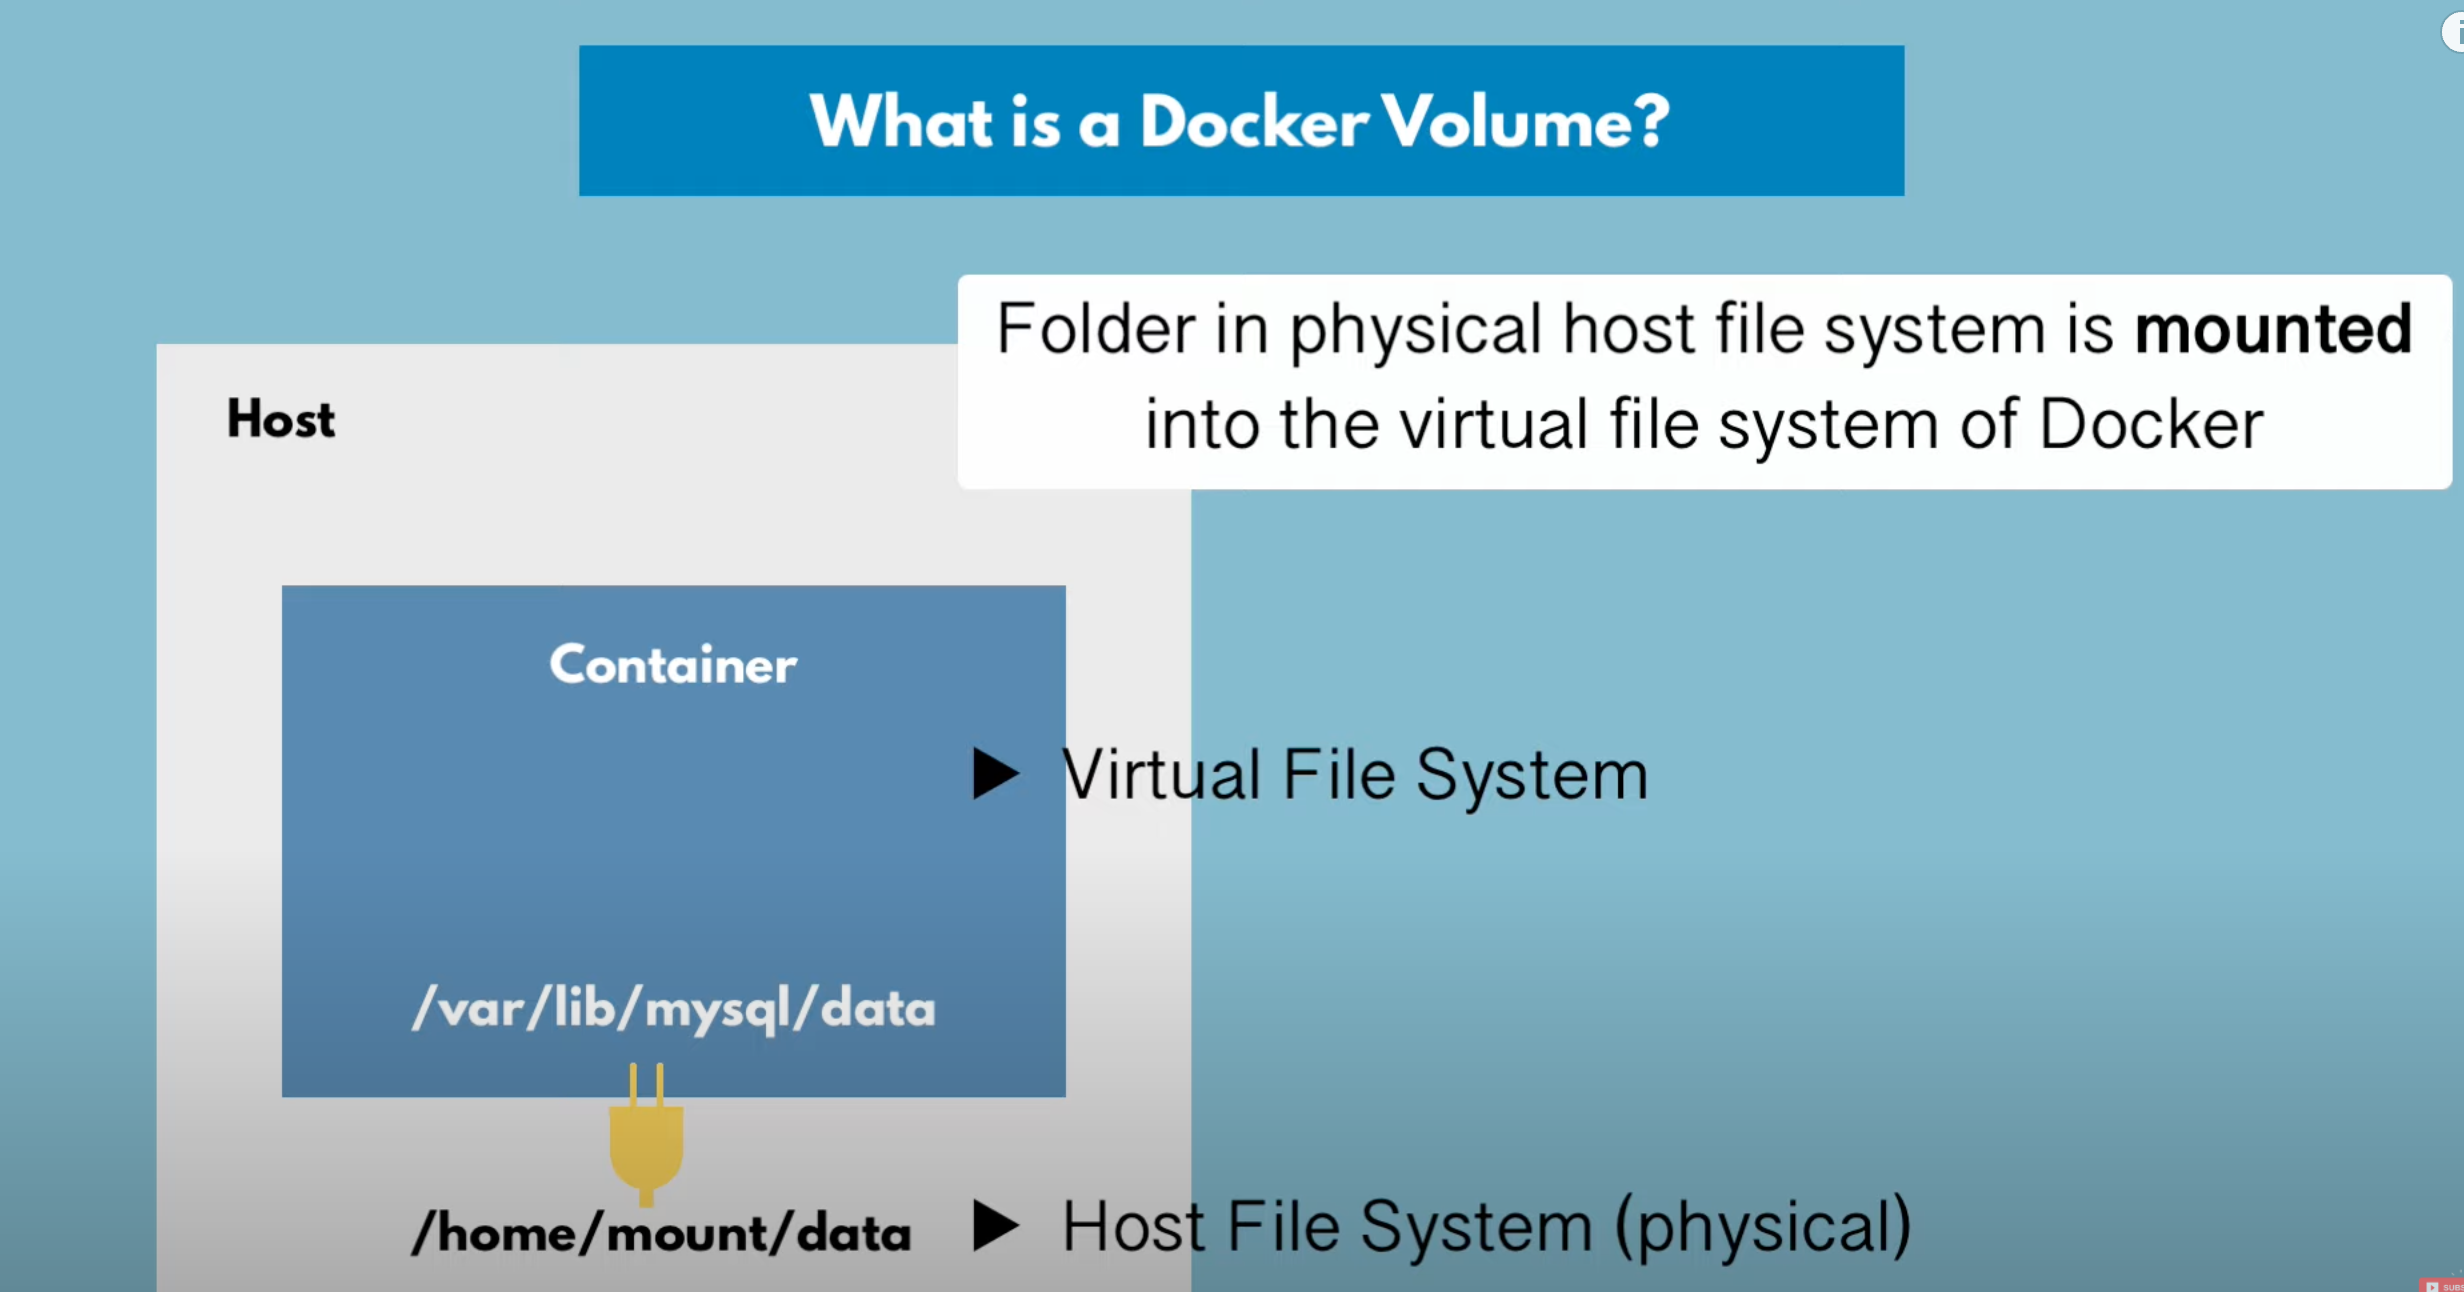 What is a Docker Volume?
Folder in physical host file system is mounted
into the virtual file system of Docker
Host
Container
Virtual File System
/var/lib/mysql/data
/home/mount/data
Host File System (physical)